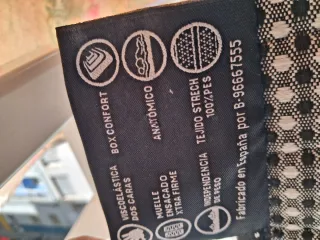 BOX CONFORT
ANATÓMICO
TEJIDO STRECH
100% PES
VISCOELÁSTICA
DOS CARAS
MUELLE
ENSACADO
XTRA FIRME
INDEPENDENCIA
DE PESO
Fabricado en España por B-96667555